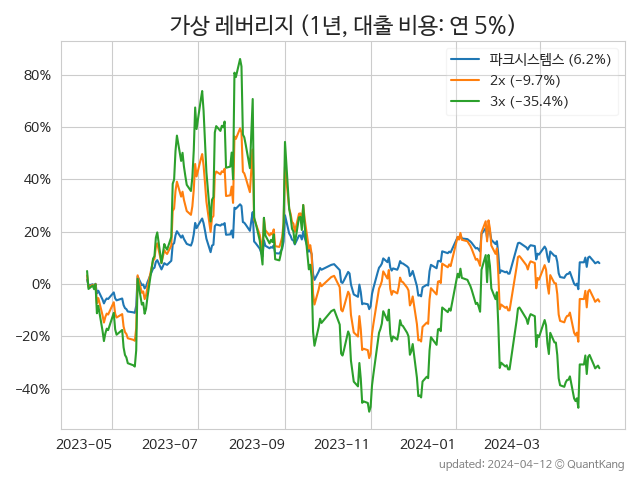 가상 레버리지 (1년, 대출 비용: 연 5%)
파크시스템스 (6.2%)
2x (−9.7%)
3x (−35.4%)
80%
60%
40%
20%
0%
−20%
−40%
2023-05 2023-07 2023-09 2023-11 2024-01 2024-03
updated: 2024-04-12 © QuantKang